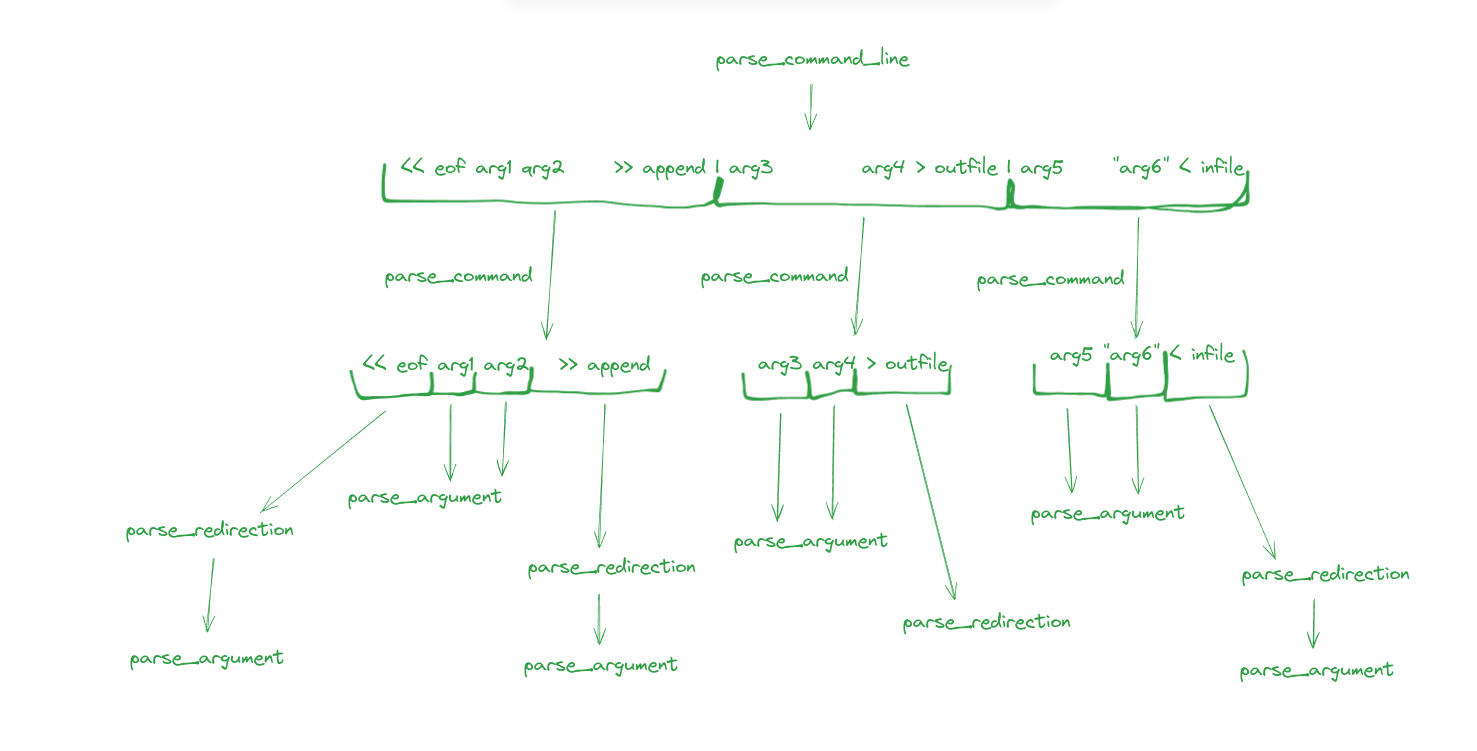 parse_command_line
<< eof arg1 arg2 >> append | arg3 arg4 > outfile | arg5 "arg6" < infile
parse_command parse_command parse_command
<< eof arg1 arg2 >> append arg3 arg4 > outfile arg5 "arg6" < infile
parse_argument
parse_argument
parse_argument
parse_redirection
parse_redirection
parse_redirection
parse_redirection
parse_argument
parse_argument
parse_argument